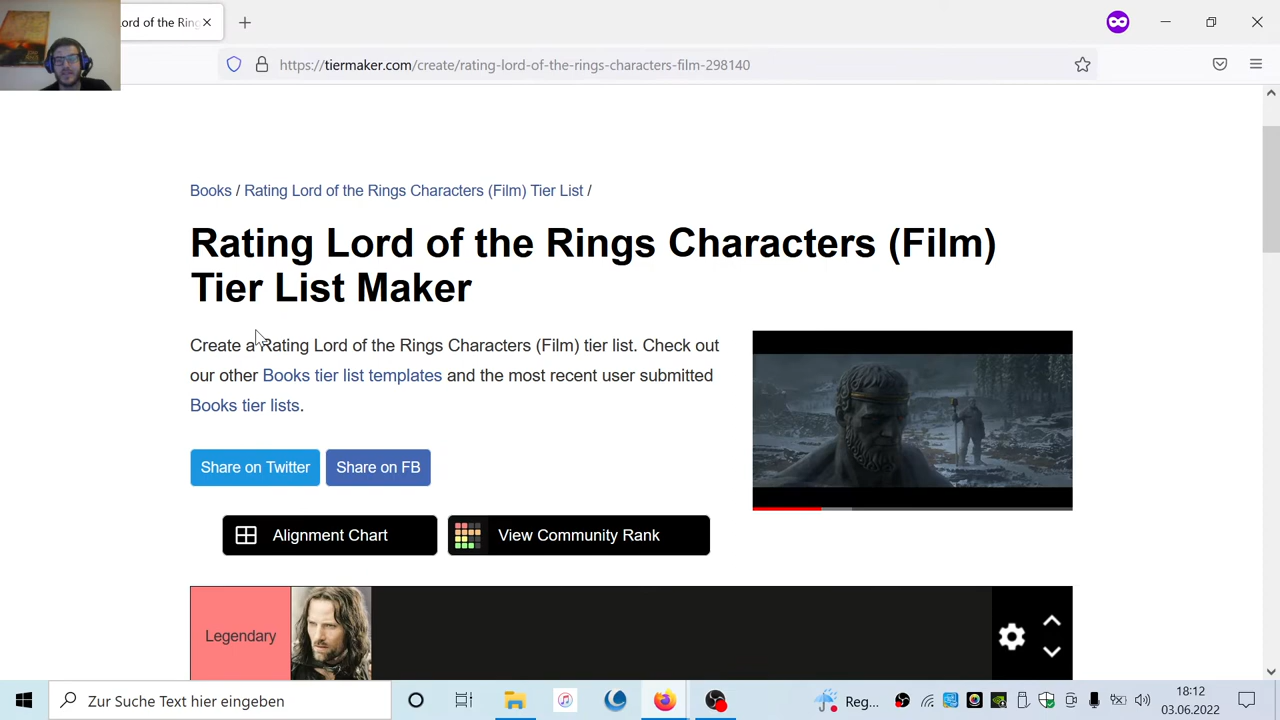 ord of the Rin
https://tiermaker.com/create/rating-lord-of-the-rings-characters-film-298140
Books / Rating Lord of the Rings Characters (Film) Tier List /
Rating Lord of the Rings Characters (Film)
Tier List Maker
Create a Rating Lord of the Rings Characters (Film) tier list. Check out
our other Books tier list templates and the most recent user submitted
Books tier lists.
Share on Twitter
Share on FB
Alignment Chart
View Community Rank
Legendary
Zur Suche Text hier eingeben
Reg...
18:12
03.06.2022